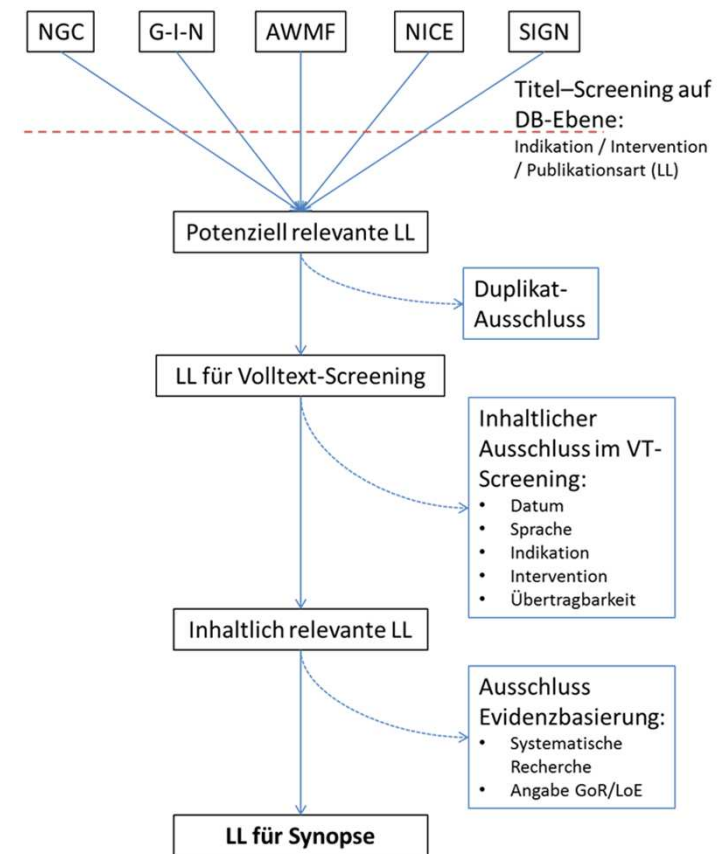 NGC
G-I-N
AWMF
NICE
SIGN
Titel–Screening auf
DB-Ebene:
Indikation / Intervention
/ Publikationsart (LL)
Potenziell relevante LL
Duplikat-
Ausschluss
LL für Volltext-Screening
Inhaltlicher
Ausschluss im VT-
Screening:
• Datum
• Sprache
• Indikation
• Intervention
• Übertragbarkeit
Inhaltlich relevante LL
Ausschluss
Evidenzbasierung:
• Systematische
Recherche
• Angabe GoR/LoE
LL für Synopse